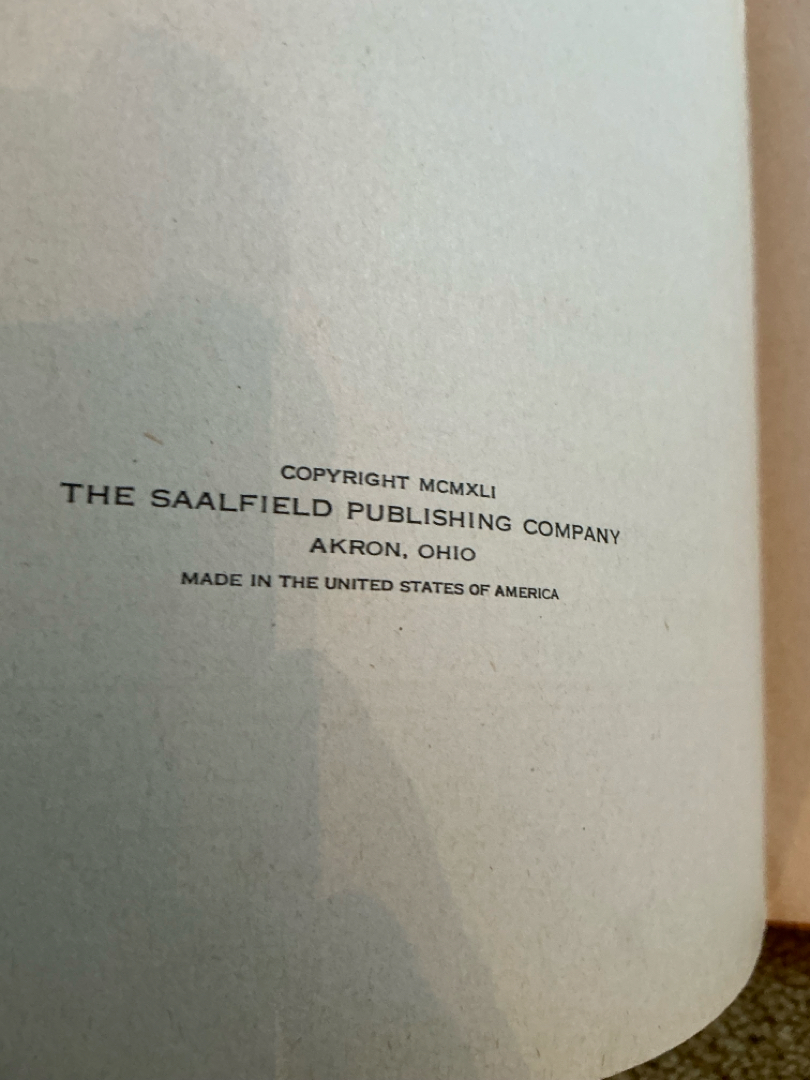 COPYRIGHT MCMXLI
THE SAALFIELD PUBLISHING COMPANY
AKRON, OHIO
MADE IN THE UNITED STATES OF AMERICA